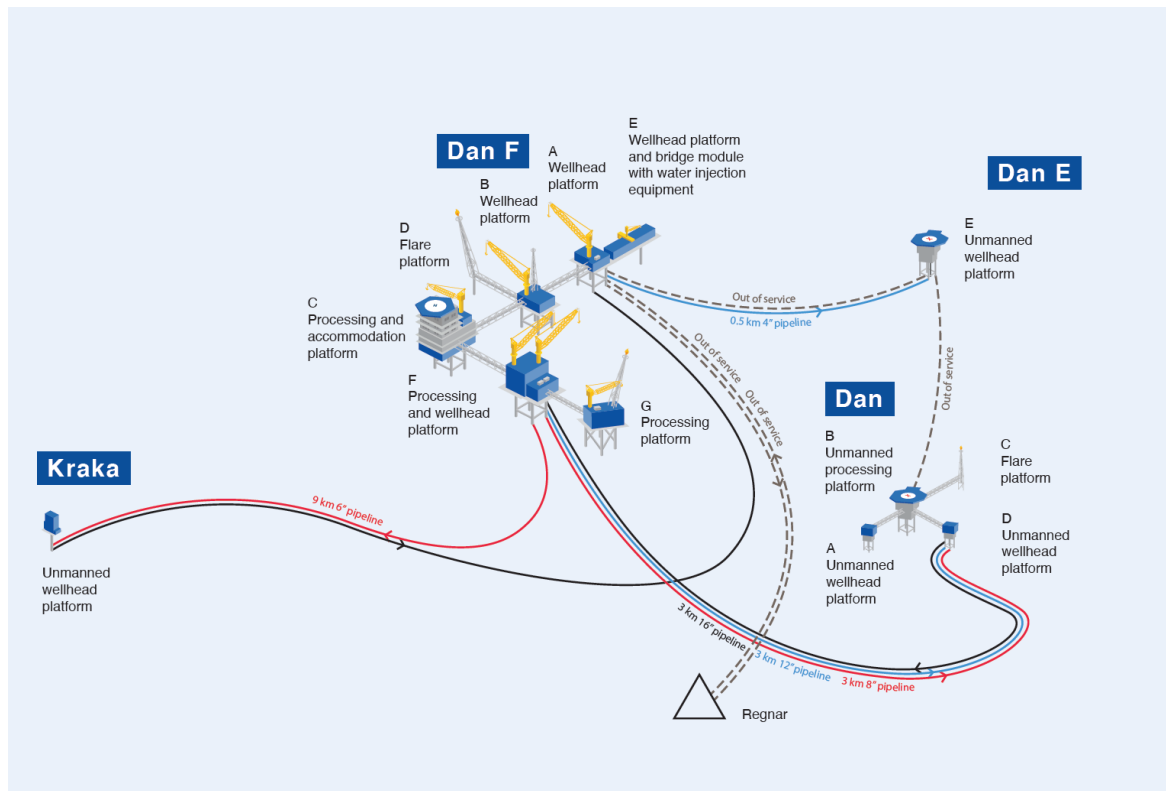 Dan F
A
Wellhead
platform
E
Wellhead platform
and bridge module
with water injection
equipment
Dan E
B
Wellhead
platform
D
Flare
platform
E
Unmanned
wellhead
platform
C
Processing and
accommodation
platform
Out of service
0.5 km 4" pipeline
Out of service
Out of service
Out of service
F
Processing
and wellhead
platform
G
Processing
platform
Dan
B
Unmanned
processing
platform
C
Flare
platform
Kraka
9 km 6" pipeline
D
Unmanned
wellhead
platform
A
Unmanned
wellhead
platform
Unmanned
wellhead
platform
3 km 16" pipeline
3 km 12" pipeline
3 km 8" pipeline
Regnar